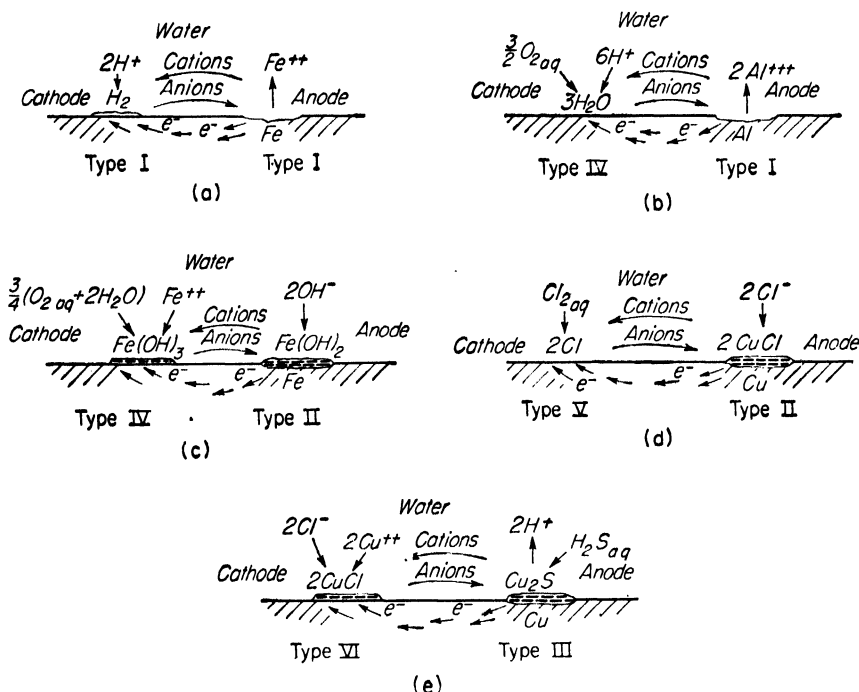 Water
2H+ Cations Fe++
Cathode H₂ Anions Anode
e⁻ e⁻ Fe
Type I Type I
(a)
Water
3/2 O₂ aq 6H+ Cations 2Al+++
Cathode 3H₂O Anions Anode
e⁻ e⁻ Al
Type IV Type I
(b)
Water
3/4(O₂ aq+2H₂O) Fe++ 2OH⁻
Cations
Cathode Fe(OH)₃ Anions Fe(OH)₂ Anode
e⁻ e⁻ Fe
Type IV Type II
(c)
Water
Cl₂ aq Cations 2Cl⁻
Cathode 2Cl Anions 2CuCl Anode
e⁻ e⁻ Cu
Type V Type II
(d)
Water
2Cl⁻ 2Cu++ Cations 2H+ H₂S aq
Cathode 2CuCl Anions Cu₂S Anode
e⁻ e⁻ Cu
Type VI Type III
(e)